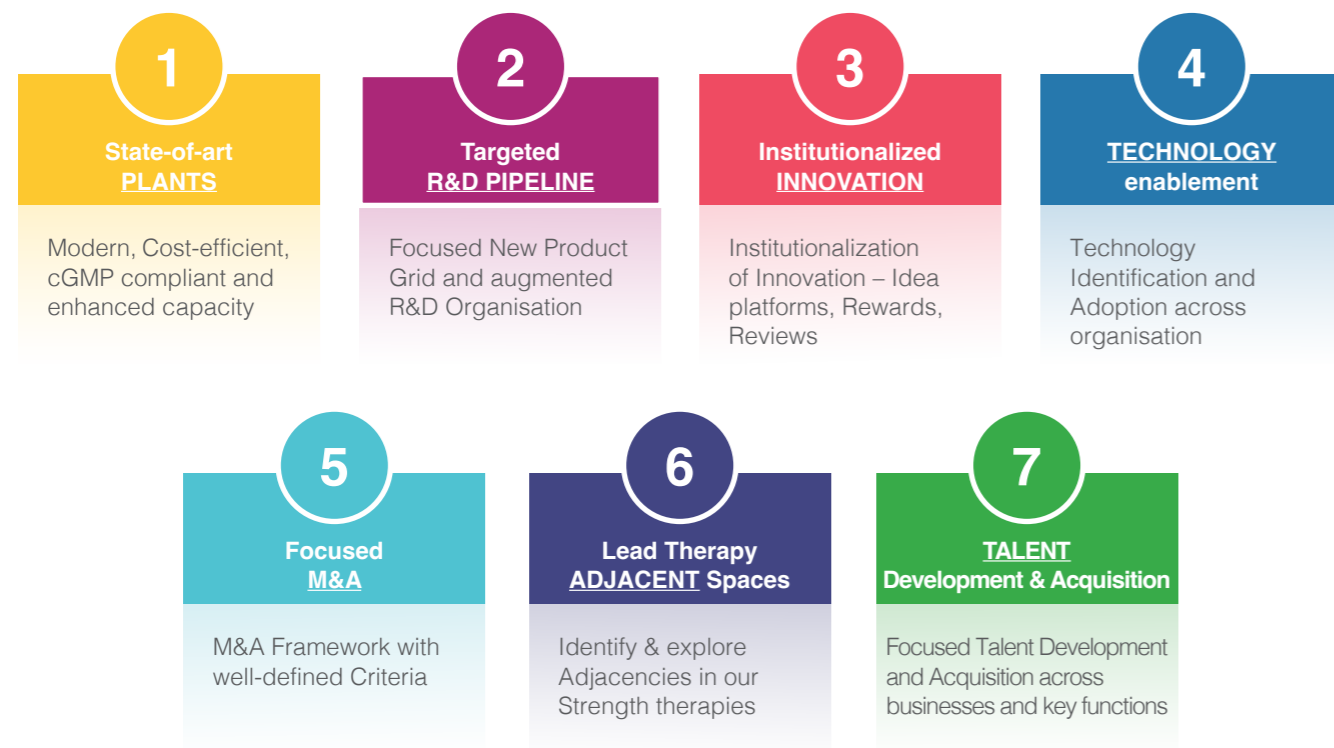 1
State-of-art
PLANTS
Modern, Cost-efficient,
cGMP compliant and
enhanced capacity
2
Targeted
R&D PIPELINE
Focused New Product
Grid and augmented
R&D Organisation
3
Institutionalized
INNOVATION
Institutionalization
of Innovation – Idea
platforms, Rewards,
Reviews
4
TECHNOLOGY
enablement
Technology
Identification and
Adoption across
organisation
5
Focused
M&A
M&A Framework with
well-defined Criteria
6
Lead Therapy
ADJACENT Spaces
Identify & explore
Adjacencies in our
Strength therapies
7
TALENT
Development & Acquisition
Focused Talent Development
and Acquisition across
businesses and key functions